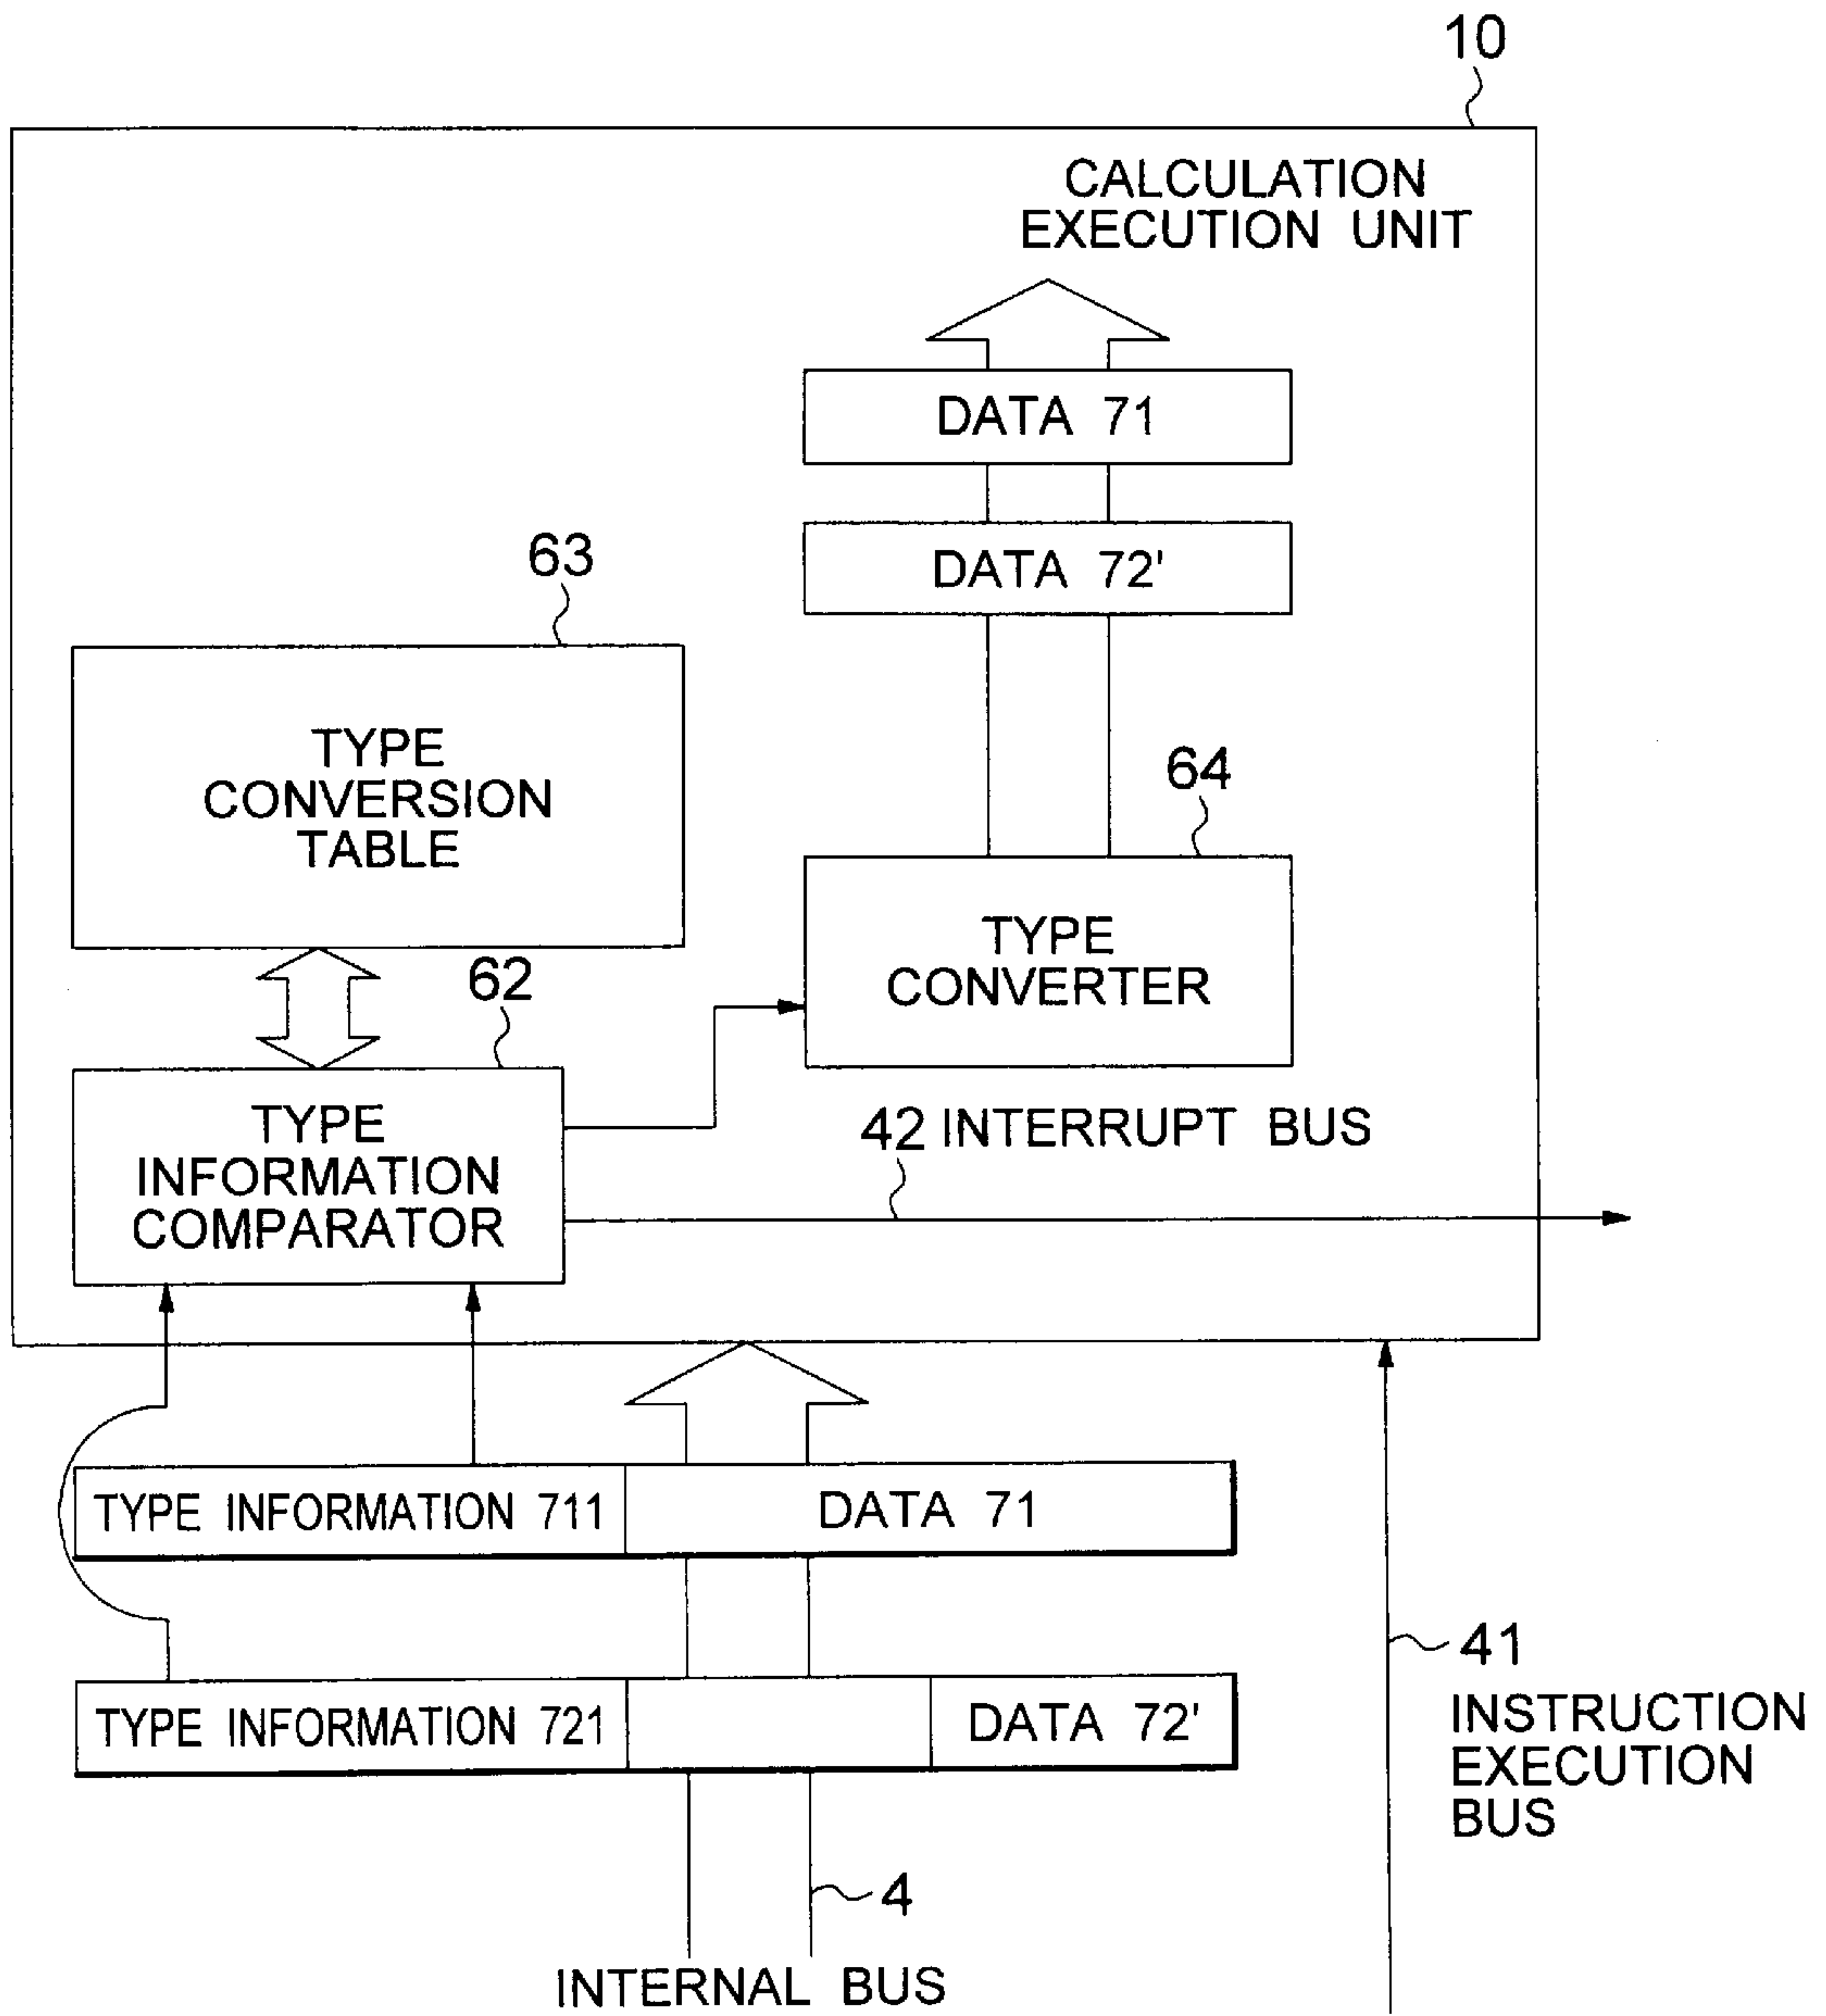 10
CALCULATION
EXECUTION UNIT
DATA 71
DATA 72'
63
TYPE
CONVERSION
TABLE
64
TYPE
CONVERTER
62
TYPE
INFORMATION
COMPARATOR
42 INTERRUPT BUS
TYPE INFORMATION 711 DATA 71
TYPE INFORMATION 721 DATA 72'
41
INSTRUCTION
EXECUTION
BUS
4
INTERNAL BUS